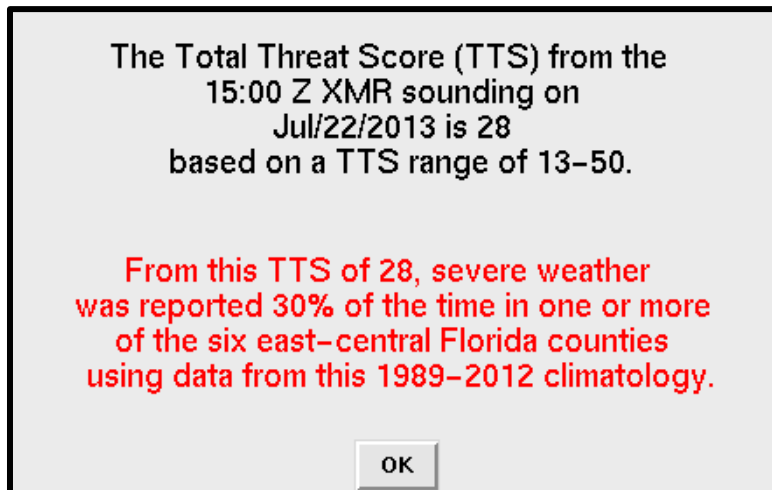 The Total Threat Score (TTS) from the
15:00 Z XMR sounding on
Jul/22/2013 is 28
based on a TTS range of 13-50.
From this TTS of 28, severe weather
was reported 30% of the time in one or more
of the six east-central Florida counties
using data from this 1989-2012 climatology.
OK